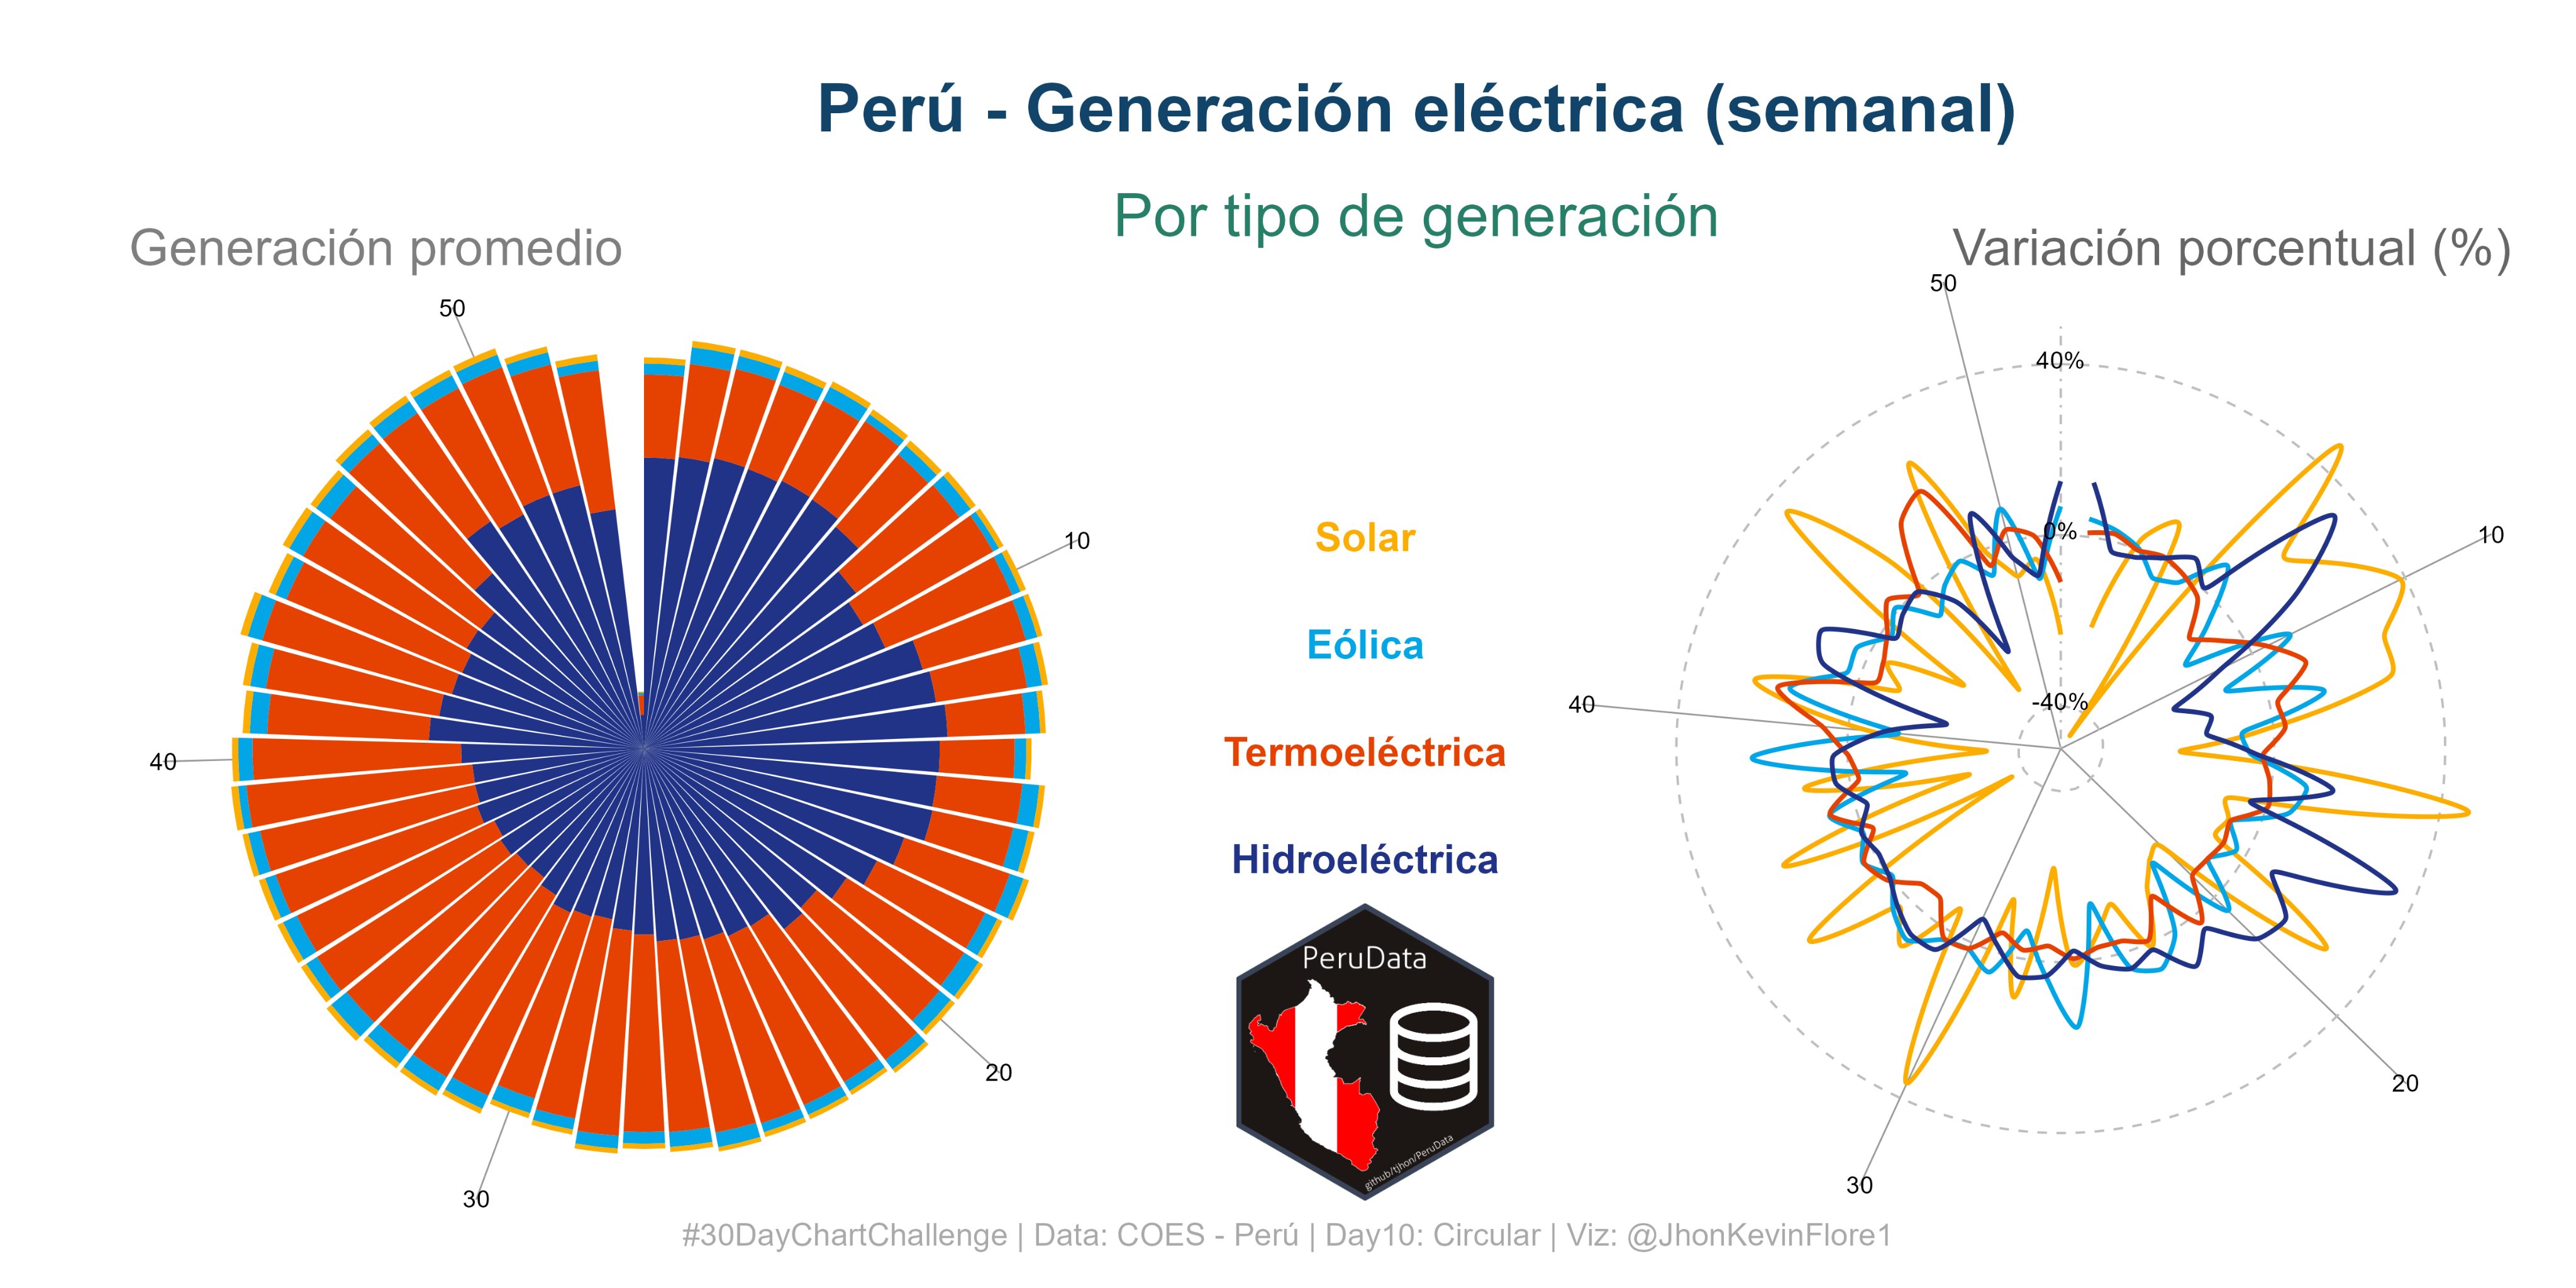 Perú - Generación eléctrica (semanal)
Por tipo de generación
Generación promedio
Variación porcentual (%)
50
10
20
30
40
Solar
Eólica
Termoeléctrica
Hidroeléctrica
PeruData
github/tjhon/PeruData
50
40%
0%
-40%
10
20
30
40
#30DayChartChallenge | Data: COES - Perú | Day10: Circular | Viz: @JhonKevinFlore1